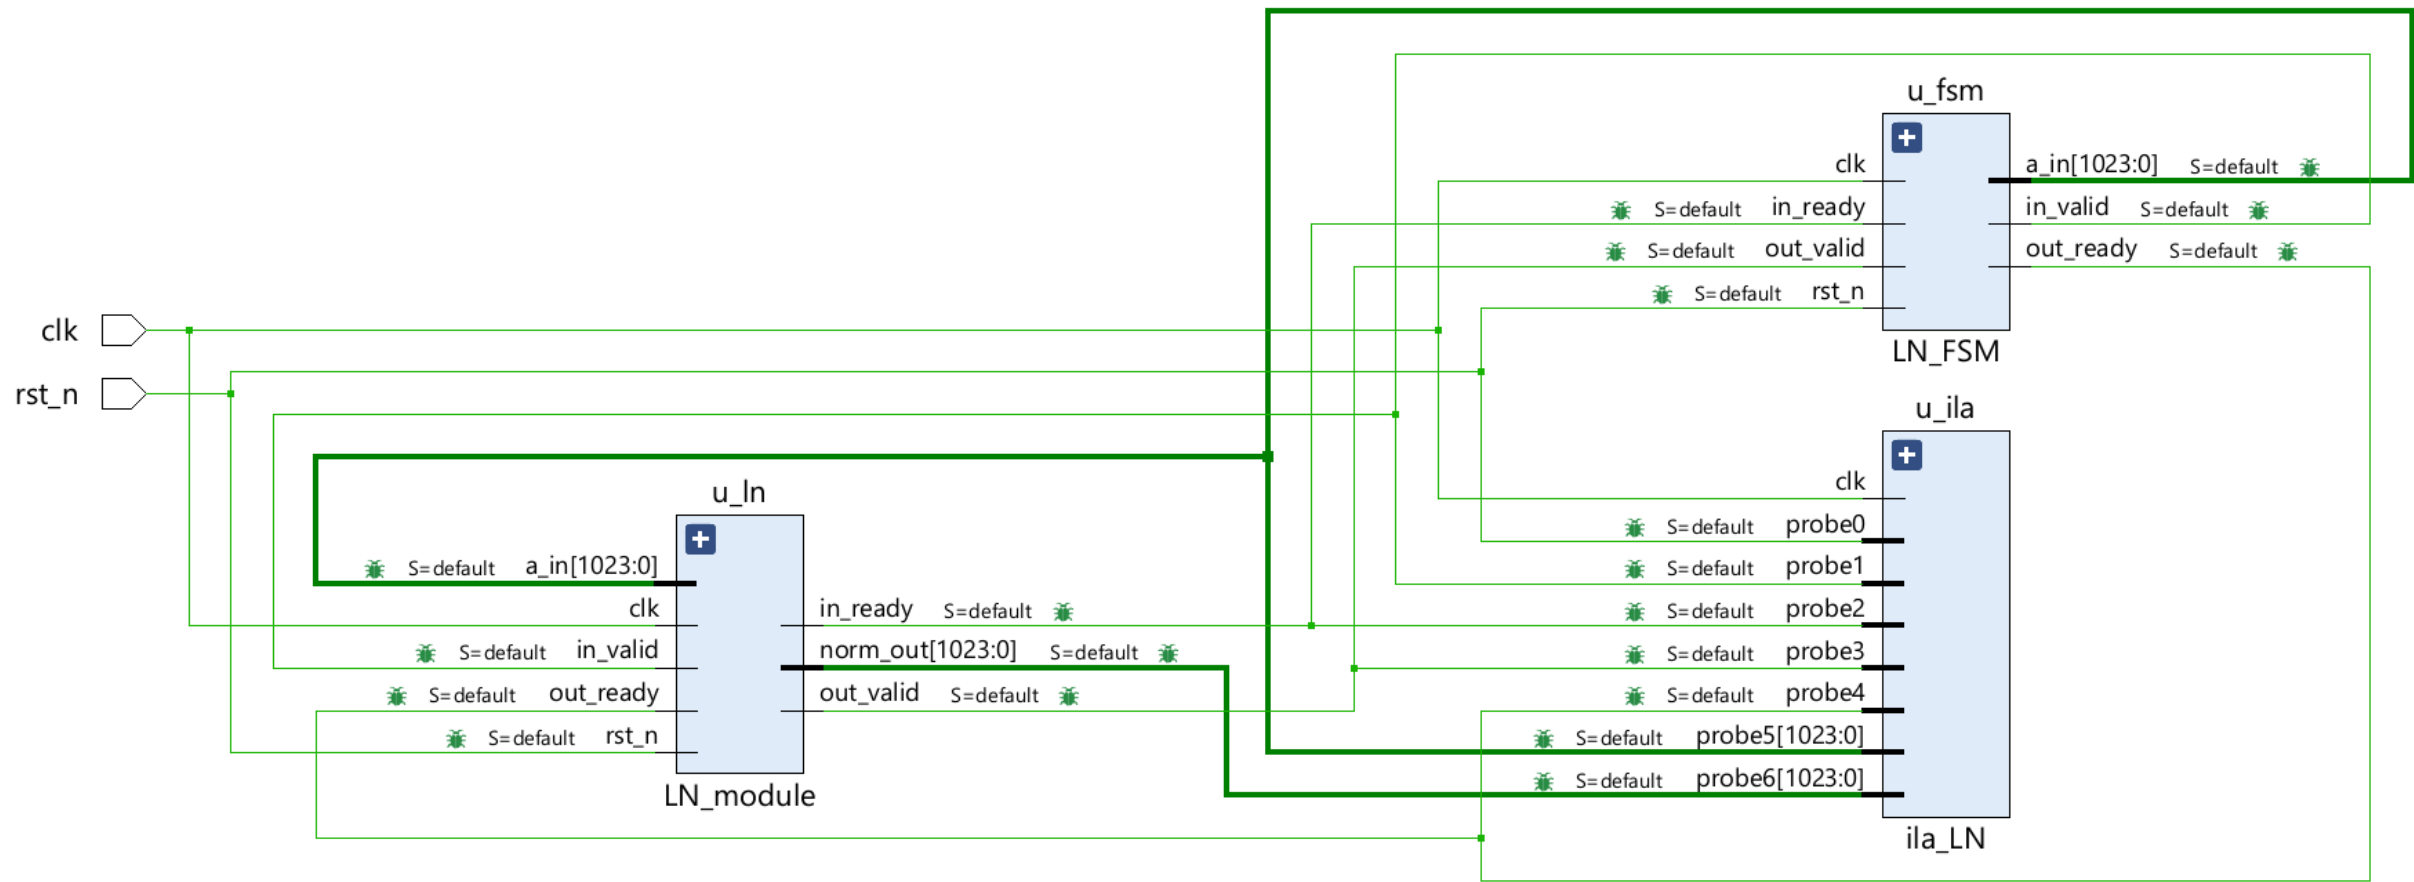 u_fsm
clk
a_in[1023:0] S=default
S=default in_ready
in_valid S=default
S=default out_valid
out_ready S=default
S=default rst_n
LN_FSM
clk
rst_n
u_ila
clk
S=default probe0
S=default probe1
S=default probe2
S=default probe3
S=default probe4
S=default probe5[1023:0]
S=default probe6[1023:0]
ila_LN
u_ln
S=default a_in[1023:0]
clk
in_ready S=default
S=default in_valid
norm_out[1023:0] S=default
S=default out_ready
out_valid S=default
S=default rst_n
LN_module